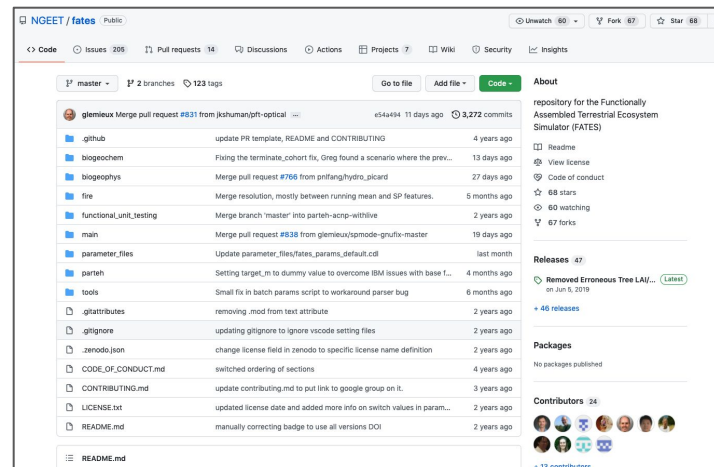 NGEET / fates Public
Unwatch 60 Fork 67 Star 68
Code Issues 205 Pull requests 14 Discussions Actions Projects 7 Wiki Security Insights
master 2 branches 123 tags Go to file Add file Code
glemieux Merge pull request #831 from jkshuman/pft-optical ... e54a494 11 days ago 3,272 commits
.github update PR template, README and CONTRIBUTING 4 years ago
biogeochem Fixing the terminate_cohort fix, Greg found a scenario where the prev... 13 days ago
biogeophys Merge pull request #766 from pnlfang/hydro_picard 27 days ago
fire Merge resolution, mostly between running mean and SP features. 5 months ago
functional_unit_testing Merge branch 'master' into parteh-acnp-withlive 2 years ago
main Merge pull request #838 from glemieux/spmode-gnufix-master 19 days ago
parameter_files Update parameter_files/fates_params_default.cdl last month
parteh Setting target_m to dummy value to overcome IBM issues with base f... 4 months ago
tools Small fix in batch params script to workaround parser bug 6 months ago
.gitattributes removing .mod from text attribute 2 years ago
.gitignore updating gitignore to ignore vscode setting files 2 years ago
.zenodo.json change license field in zenodo to specific license name definition 2 years ago
CODE_OF_CONDUCT.md switched ordering of sections 4 years ago
CONTRIBUTING.md update contributing.md to put link to google group on it. 3 years ago
LICENSE.txt updated license date and added more info on switch values in param... 2 years ago
README.md manually correcting badge to use all versions DOI 2 years ago
README.md
About
repository for the Functionally
Assembled Terrestrial Ecosystem
Simulator (FATES)
Readme
View license
Code of conduct
68 stars
60 watching
67 forks
Releases 47
Removed Erroneous Tree LAI/... Latest
on Jun 5, 2019
+ 46 releases
Packages
No packages published
Contributors 24
+ 13 contributors